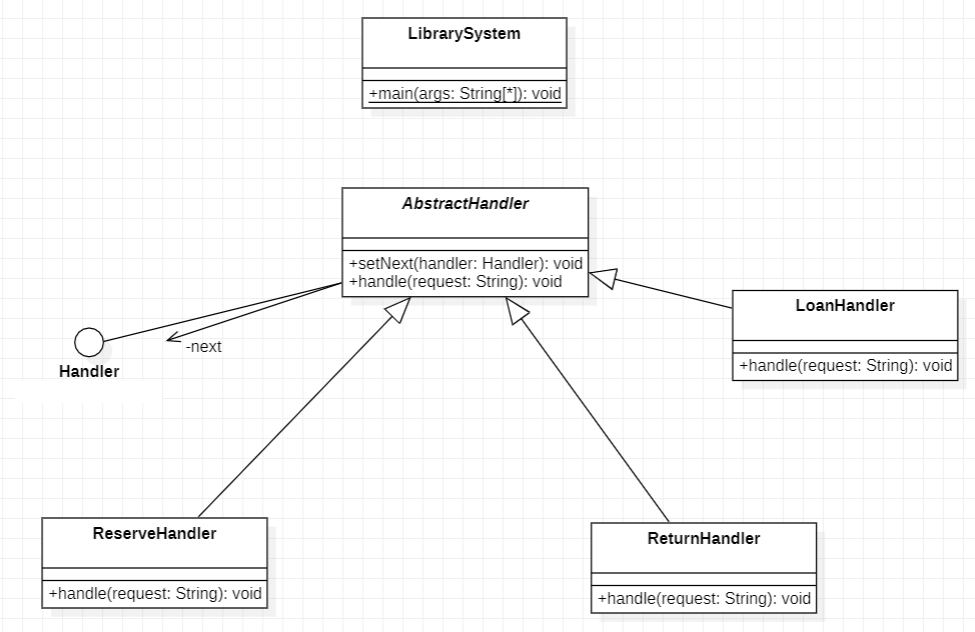 LibrarySystem
+main(args: String[*]): void
AbstractHandler
+setNext(handler: Handler): void
+handle(request: String): void
LoanHandler
+handle(request: String): void
-next
Handler
ReserveHandler
+handle(request: String): void
ReturnHandler
+handle(request: String): void